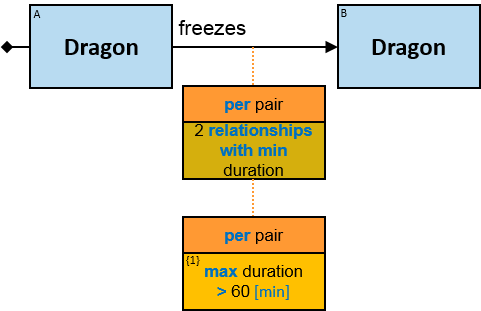 A
Dragon
freezes
B
Dragon
per pair
2 relationships
with min
duration
per pair
{1}
max duration
> 60 [min]